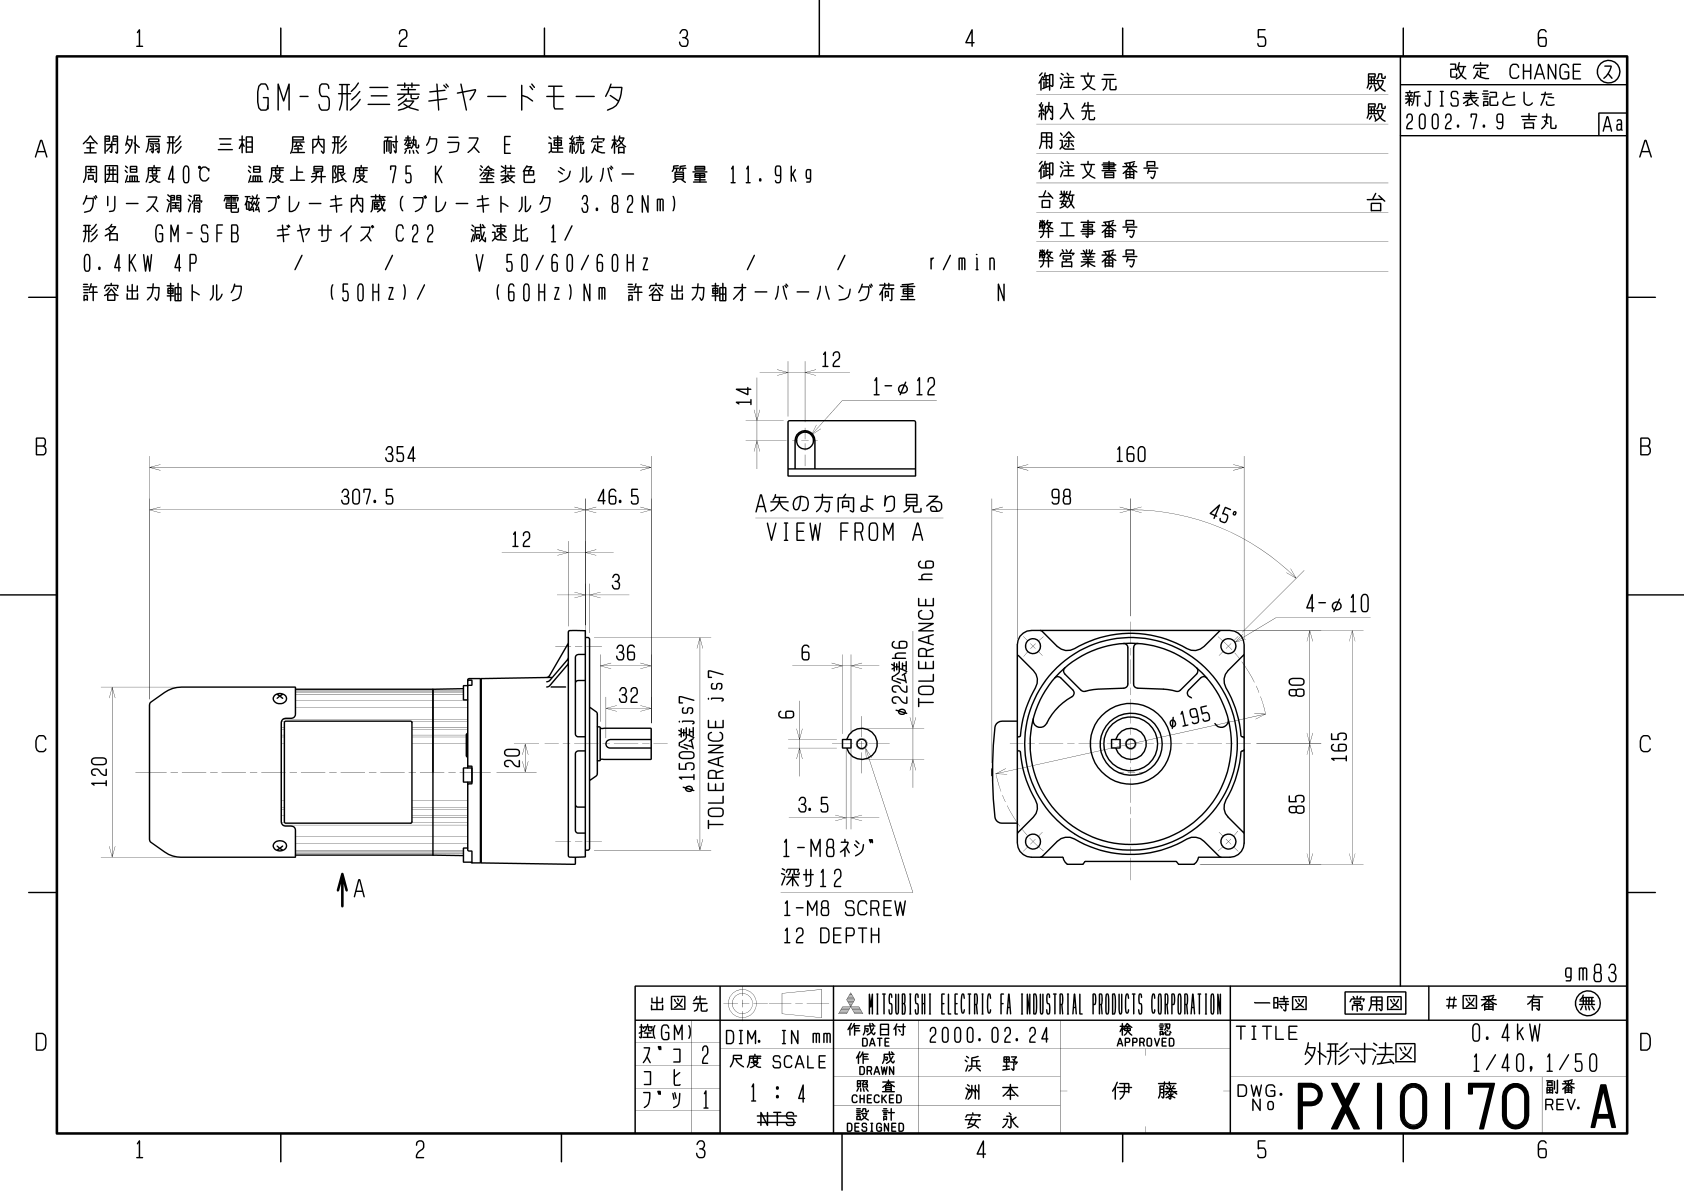 1 2 3 4 5 6
A
B
C
D
GM-S形三菱ギヤードモータ
全閉外扇形 三相 屋内形 耐熱クラス E 連続定格
周囲温度40℃ 温度上昇限度 75 K 塗装色 シルバー 質量 11.9kg
グリース潤滑 電磁ブレーキ内蔵(ブレーキトルク 3.82Nm)
形名 GM-SFB ギヤサイズ C22 減速比 1/
0.4KW 4P / / V 50/60/60Hz / / r/min
許容出力軸トルク (50Hz)/ (60Hz)Nm 許容出力軸オーバーハング荷重 N
御注文元 殿
納入先 殿
用途
御注文書番号
台数 台
弊工事番号
弊営業番号
改定 CHANGE ス
新JIS表記とした
2002.7.9 吉丸 Aa
A
B
C
D
12
14
1-φ12
A矢の方向より見る
VIEW FROM A
354
307.5
46.5
12
3
36
32
20
120
φ150公差js7
TOLERANCE js7
A
6
6
3.5
φ22公差h6
TOLERANCE h6
1-M8ネジ
深サ12
1-M8 SCREW
12 DEPTH
160
98
45°
4-φ10
φ195
80
85
165
gm83
出図先
控(GM)
ズコ 2
コヒ
ブツ 1
DIM. IN mm
尺度 SCALE
1 : 4
NTS
MITSUBISHI ELECTRIC FA INDUSTRIAL PRODUCTS CORPORATION
作成日付
DATE
2000.02.24
検 認
APPROVED
作 成
DRAWN
浜 野
照 査
CHECKED
洲 本
伊 藤
設 計
DESIGNED
安 永
一時図 常用図 #図番 有 無
TITLE
外形寸法図
0.4kW
1/40,1/50
DWG.
No
PX10170
副番
REV.
A
1 2 3 4 5 6